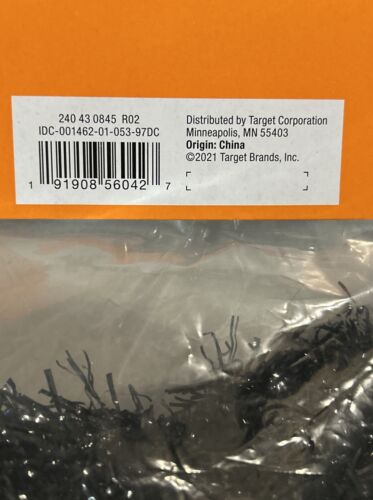 240 43 0845 R02
IDC-001462-01-053-97DC
1 91908 56042 7
Distributed by Target Corporation
Minneapolis, MN 55403
Origin: China
©2021 Target Brands, Inc.